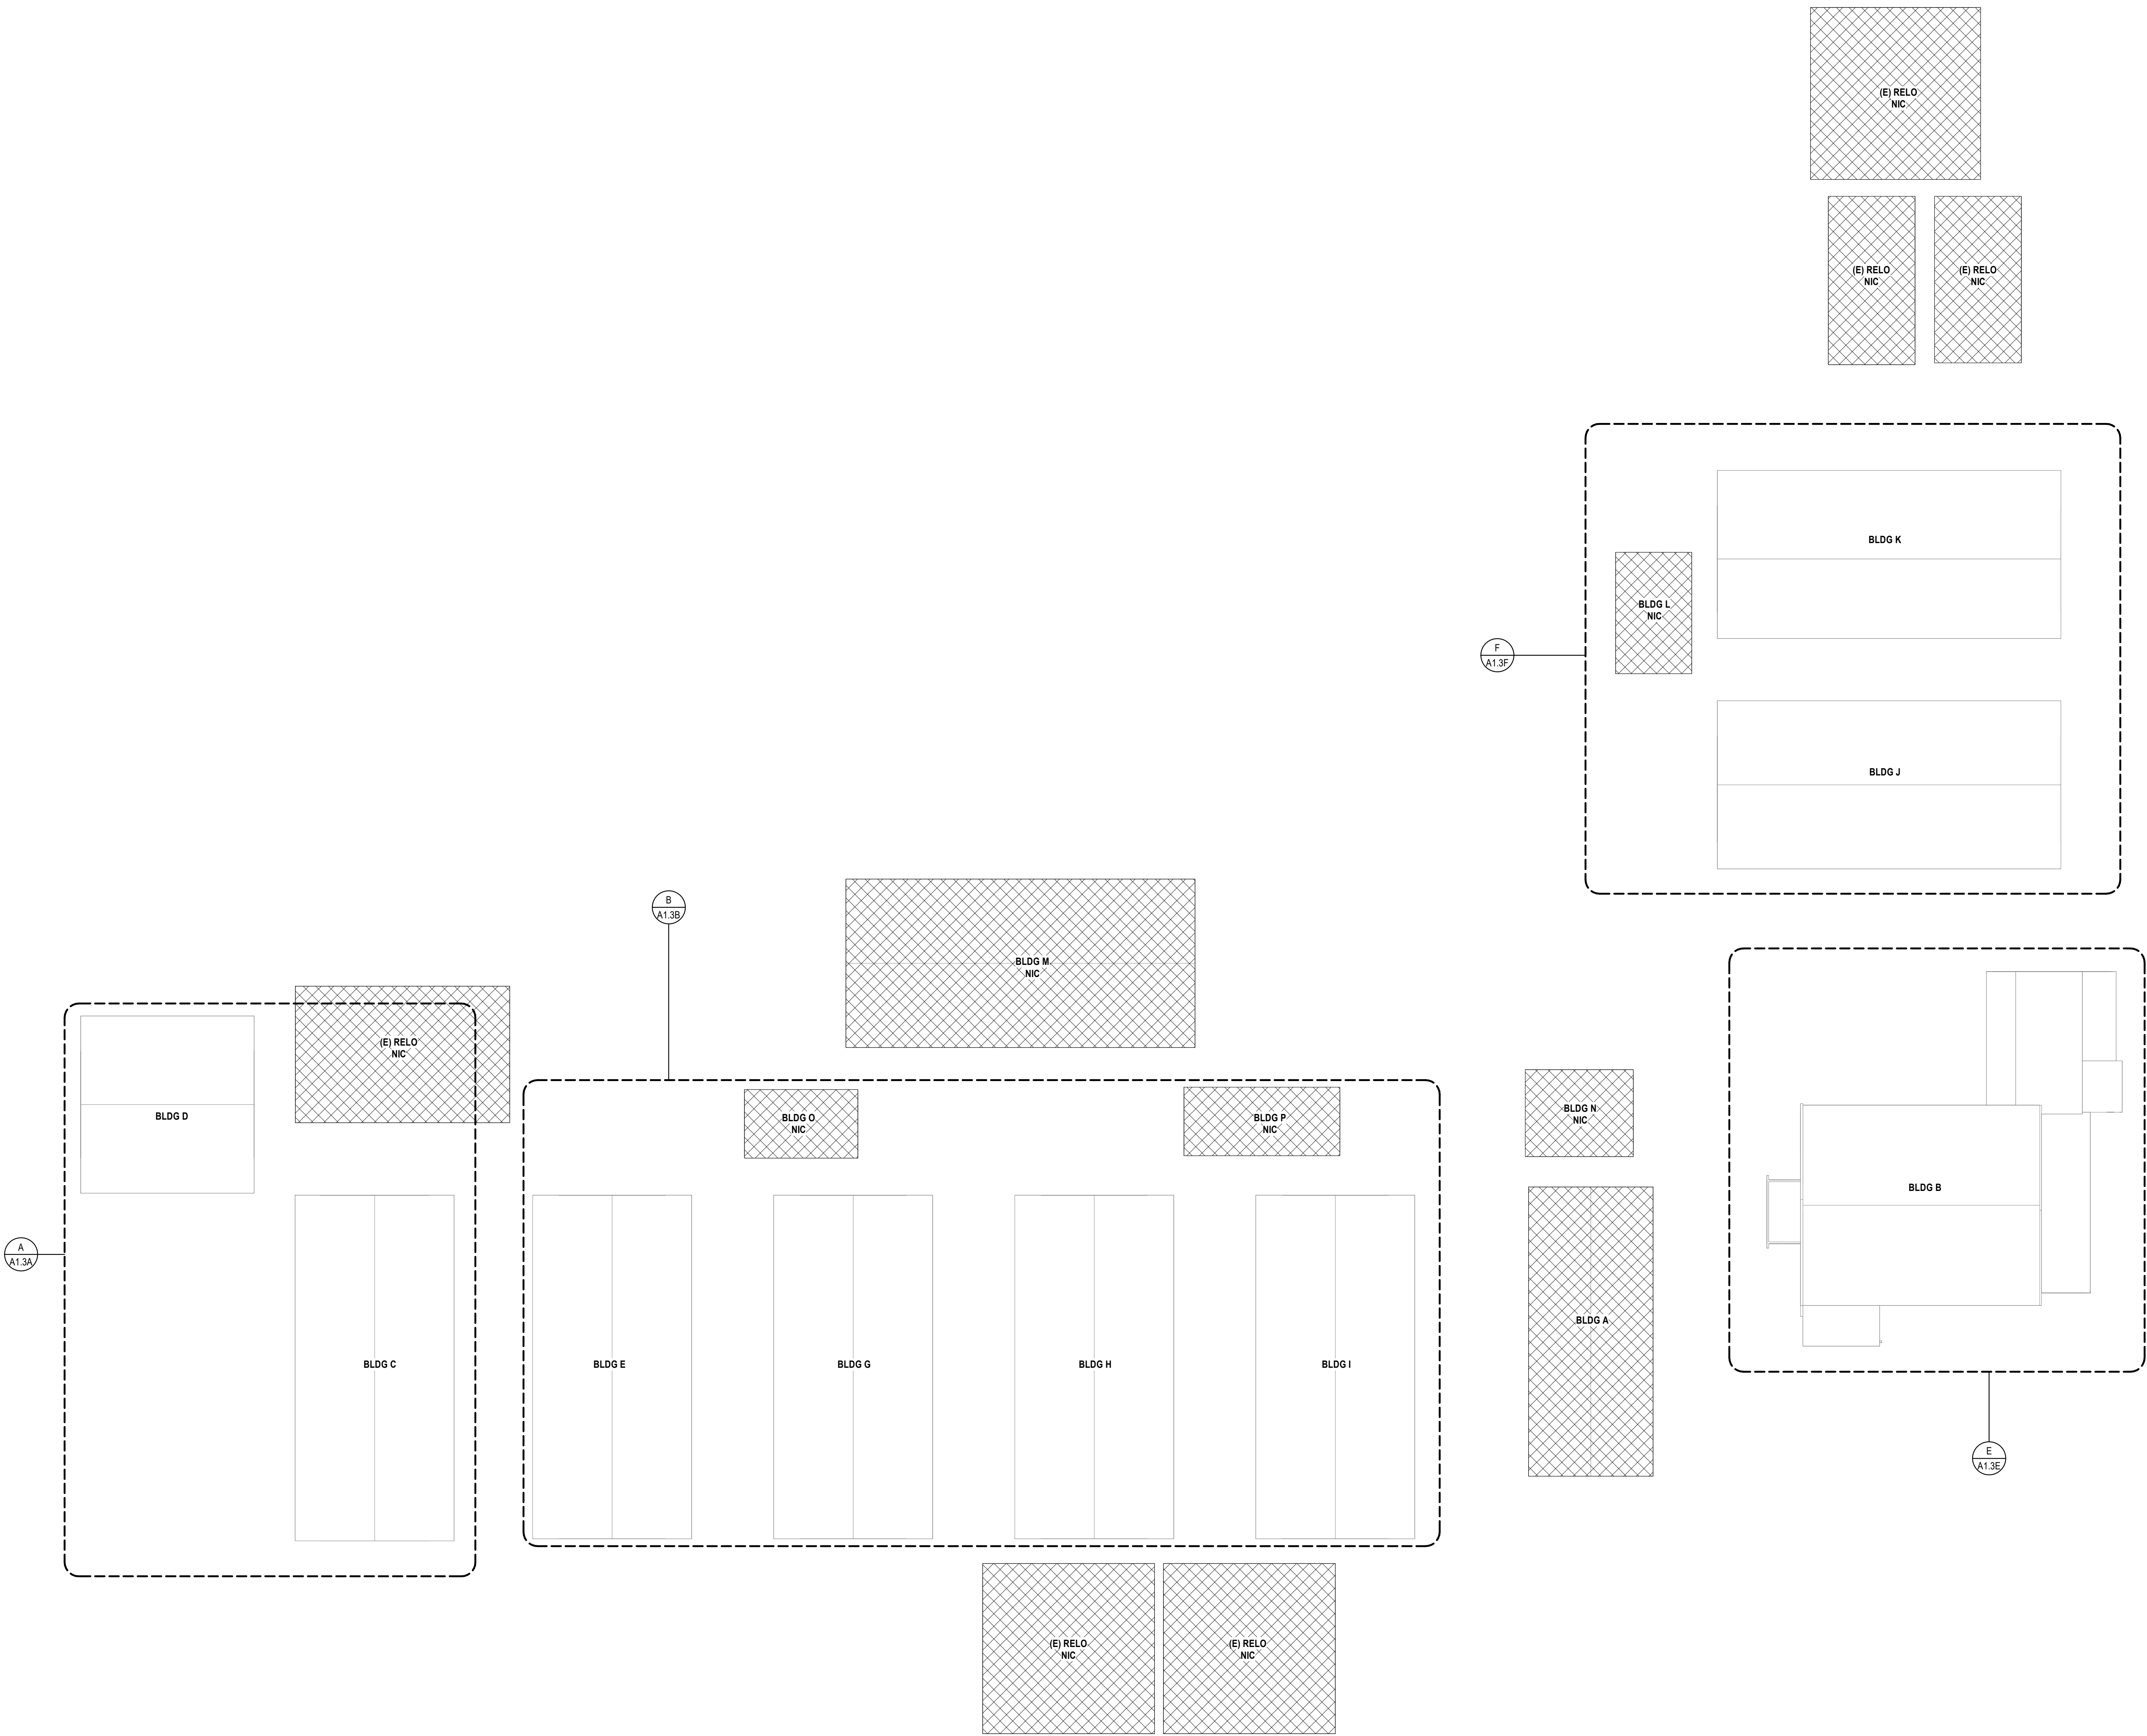 (E) RELO
NIC
(E) RELO
NIC
(E) RELO
NIC
BLDG K
BLDG L
NIC
F
A1.3F
BLDG J
B
A1.3B
BLDG M
NIC
(E) RELO
NIC
BLDG D
BLDG O
NIC
BLDG P
NIC
BLDG N
NIC
BLDG B
A
A1.3A
BLDG A
BLDG C
BLDG E
BLDG G
BLDG H
BLDG I
E
A1.3E
(E) RELO
NIC
(E) RELO
NIC